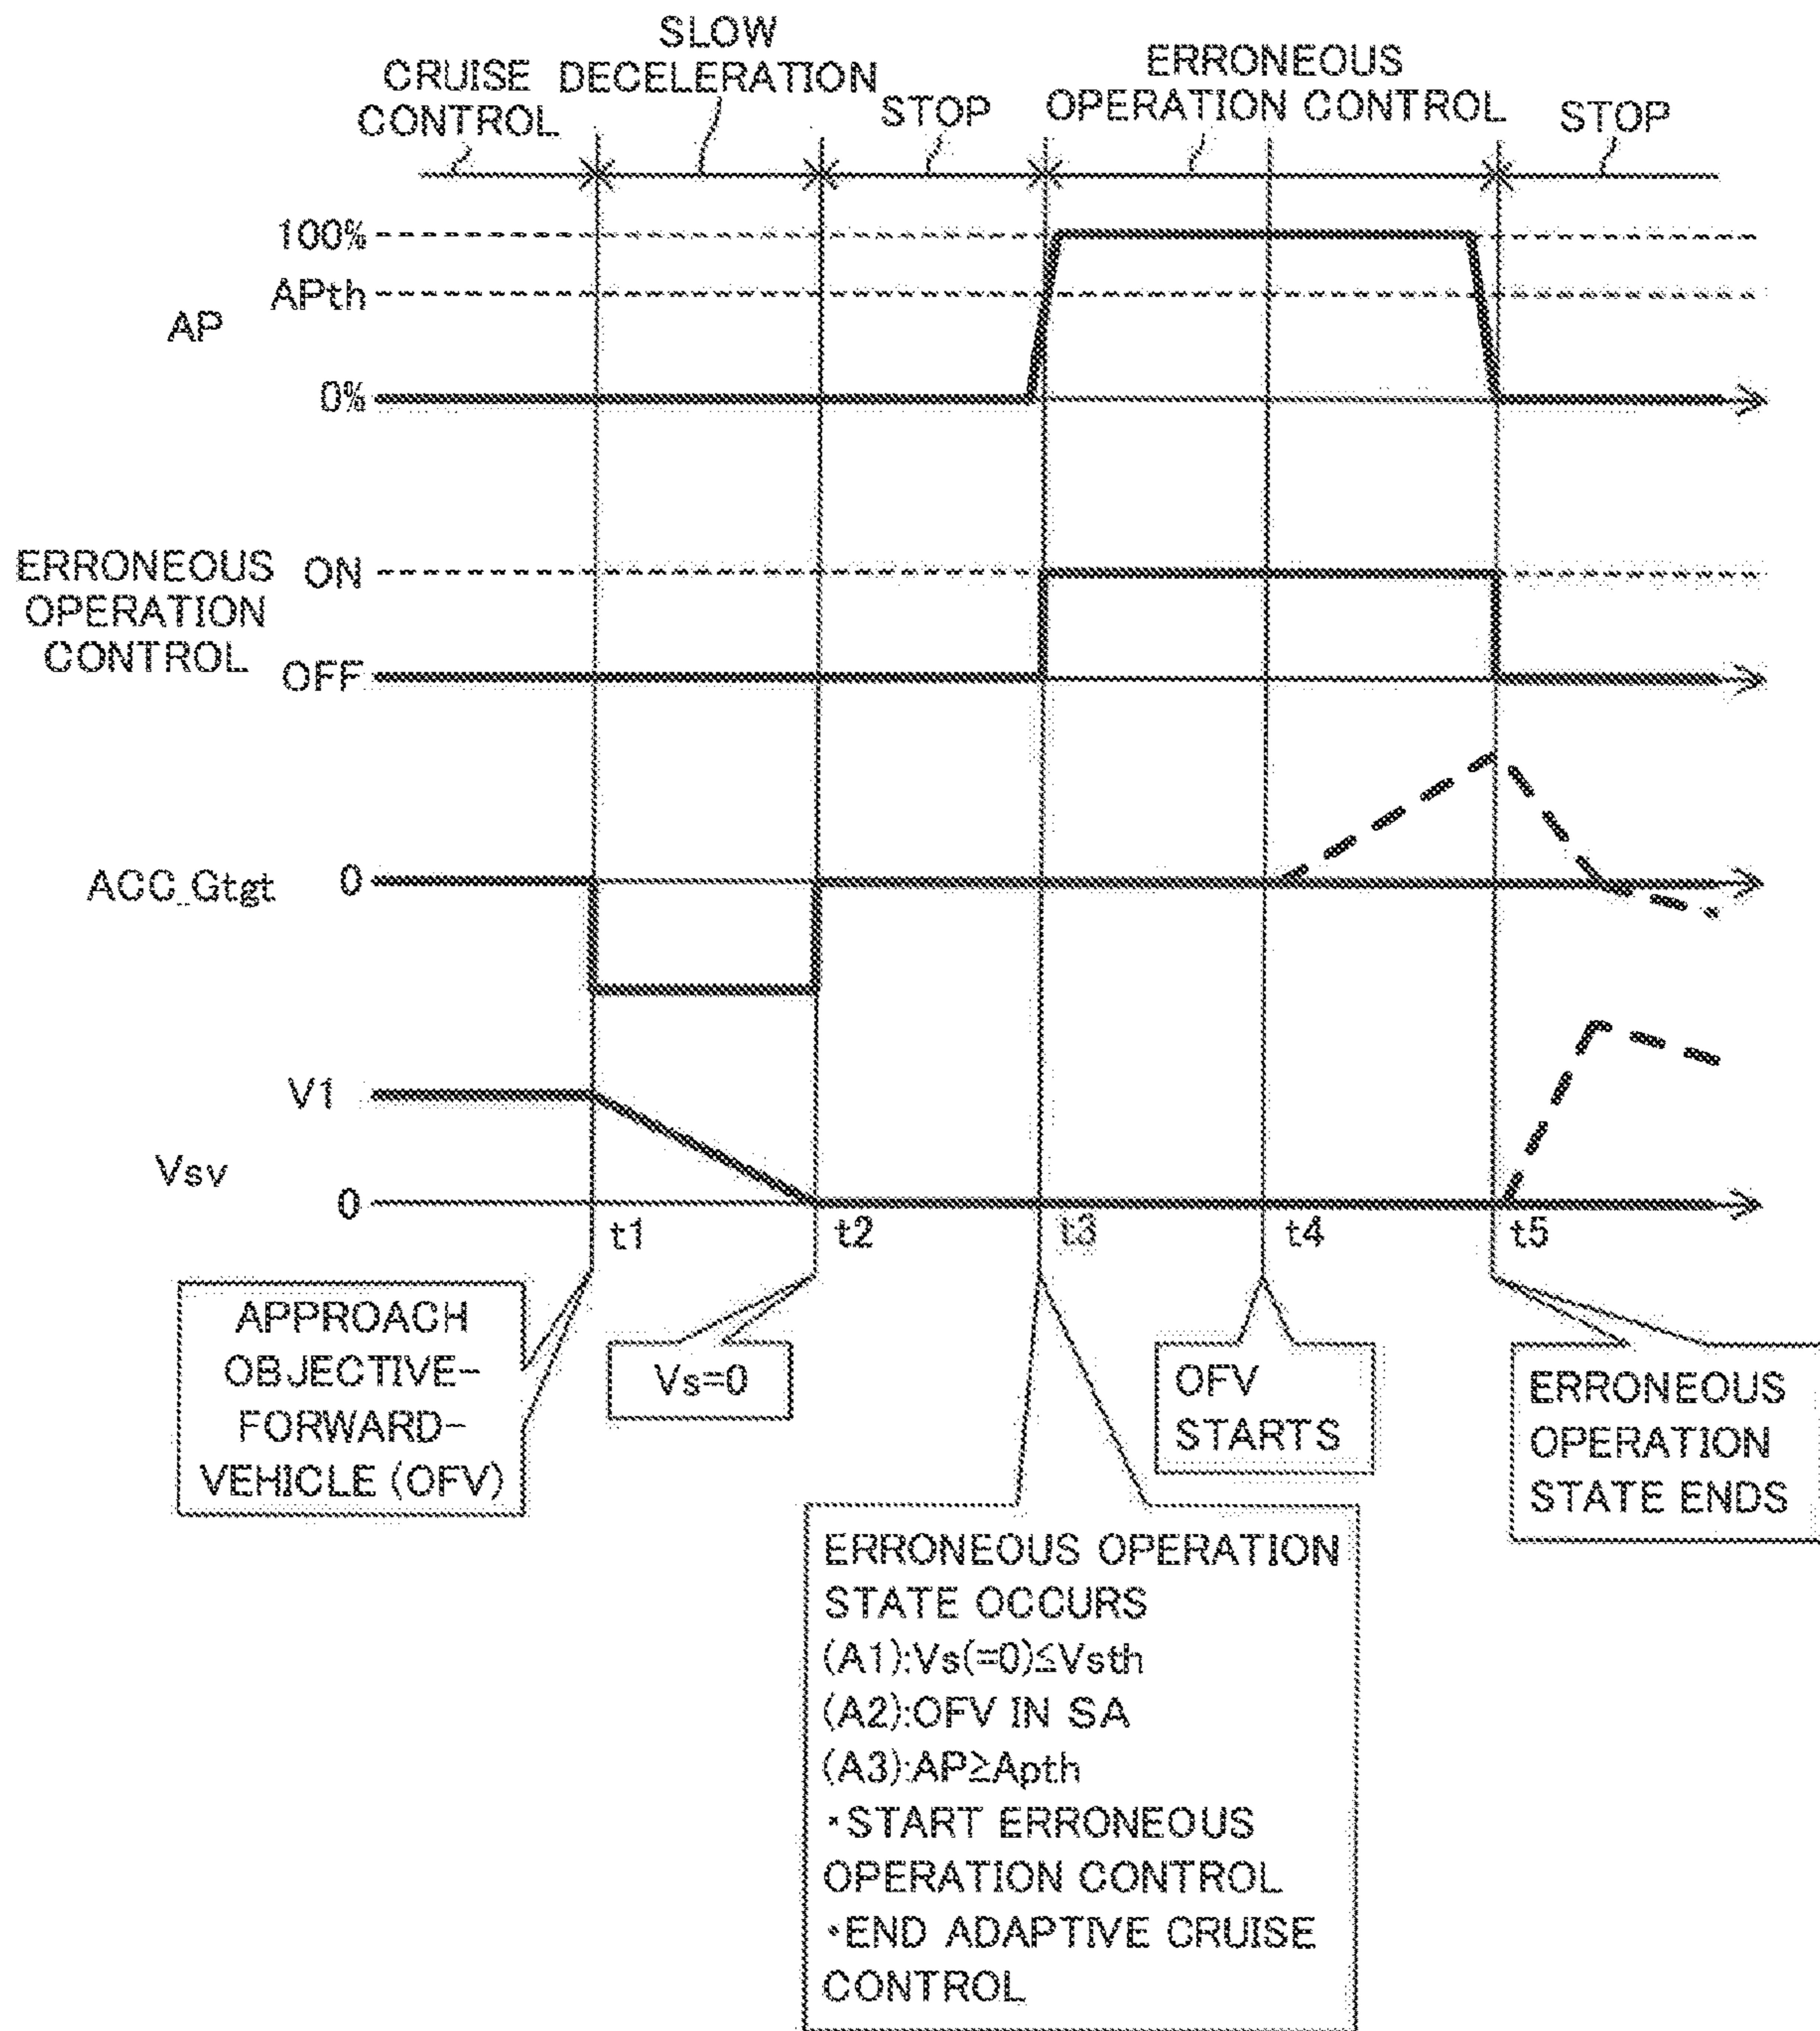 CRUISE
CONTROL
SLOW
DECELERATION
STOP
ERRONEOUS
OPERATION CONTROL
STOP
100%
APth
AP
0%
ERRONEOUS
OPERATION
CONTROL
ON
OFF
ACC_Gtgt
0
V1
Vsv
0
t1
t2
t3
t4
t5
APPROACH
OBJECTIVE-
FORWARD-
VEHICLE (OFV)
Vs=0
ERRONEOUS OPERATION
STATE OCCURS
(A1):Vs(=0)≤Vsth
(A2):OFV IN SA
(A3):AP≥Apth
・START ERRONEOUS
OPERATION CONTROL
・END ADAPTIVE CRUISE
CONTROL
OFV
STARTS
ERRONEOUS
OPERATION
STATE ENDS